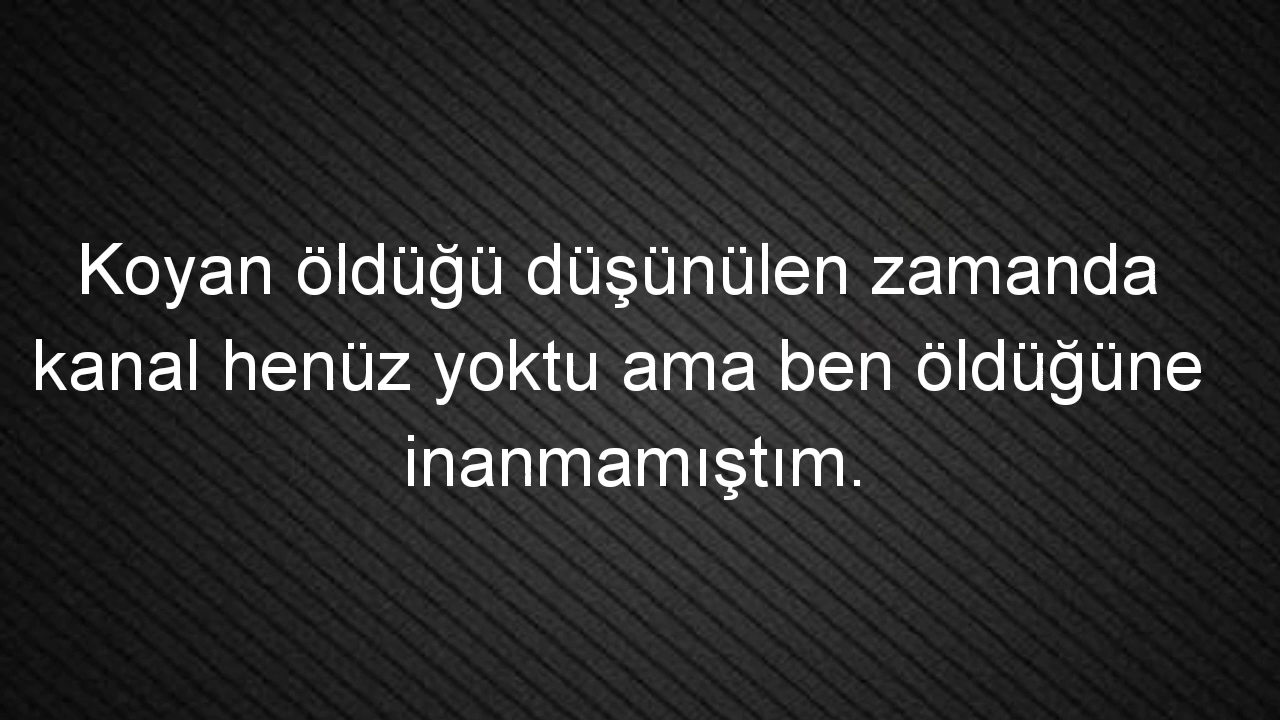 Koyan öldüğü düşünülen zamanda
kanal henüz yoktu ama ben öldüğüne
inanmamıştım.